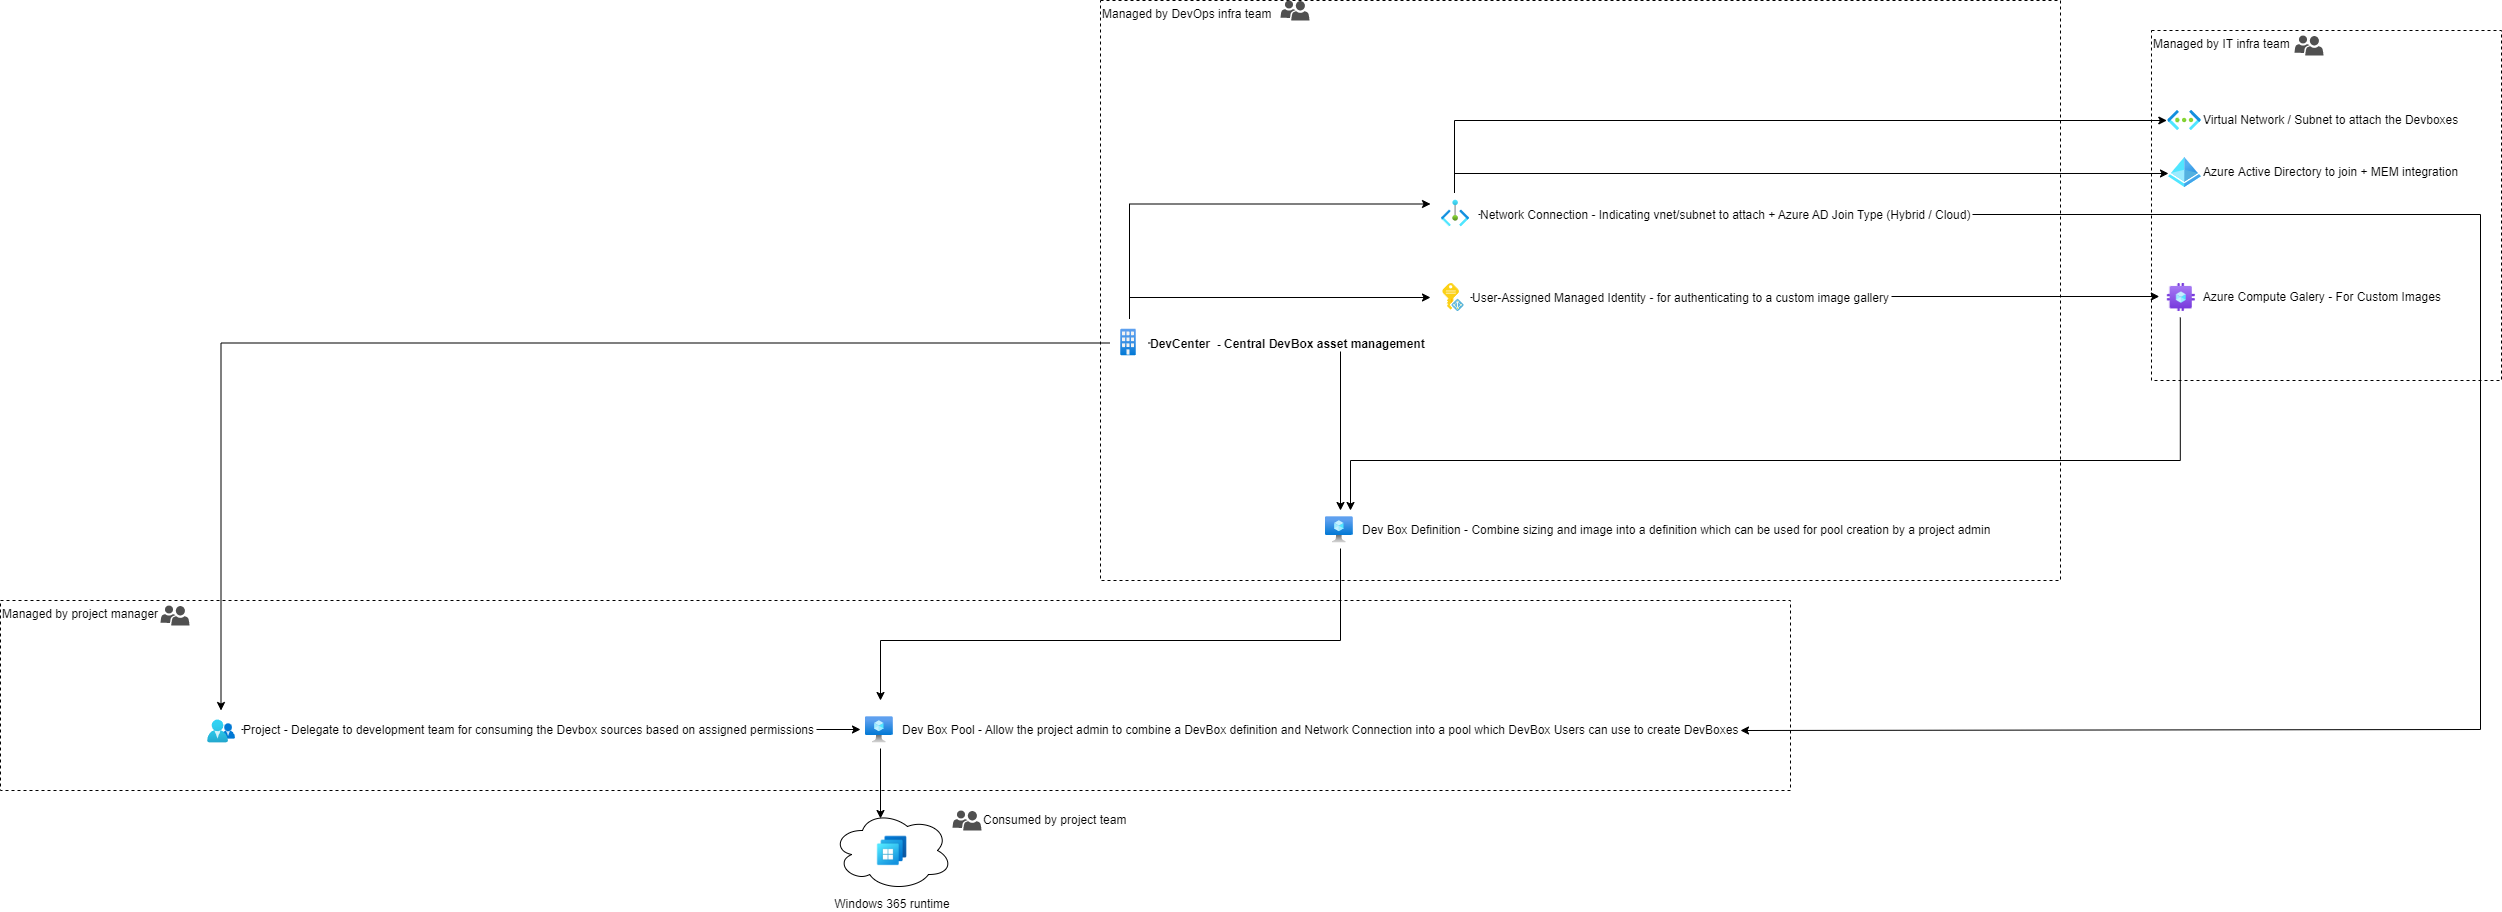 Managed by DevOps infra team
Managed by IT infra team
Virtual Network / Subnet to attach the Devboxes
Azure Active Directory to join + MEM integration
-Network Connection - Indicating vnet/subnet to attach + Azure AD Join Type (Hybrid / Cloud)
-User-Assigned Managed Identity - for authenticating to a custom image gallery
Azure Compute Galery - For Custom Images
-DevCenter - Central DevBox asset management
Dev Box Definition - Combine sizing and image into a definition which can be used for pool creation by a project admin
Managed by project manager
-Project - Delegate to development team for consuming the Devbox sources based on assigned permissions
Dev Box Pool - Allow the project admin to combine a DevBox definition and Network Connection into a pool which DevBox Users can use to create DevBoxes
Consumed by project team
Windows 365 runtime